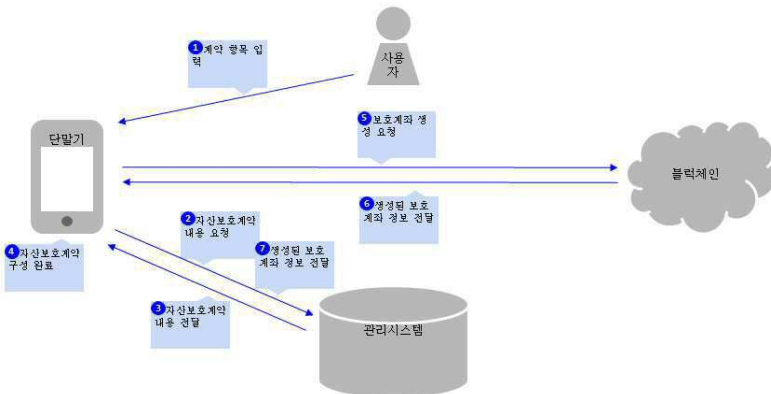 사용
자
1 계약 항목 입
력
단말기
5 보호계좌 생
성 요청
블럭체인
6 생성된 보호
계좌 정보 전달
2 자산보호계약
내용 요청
7 생성된 보호
계좌 정보 전달
4 자산보호계약
구성 완료
3 자산보호계약
내용 전달
관리시스템